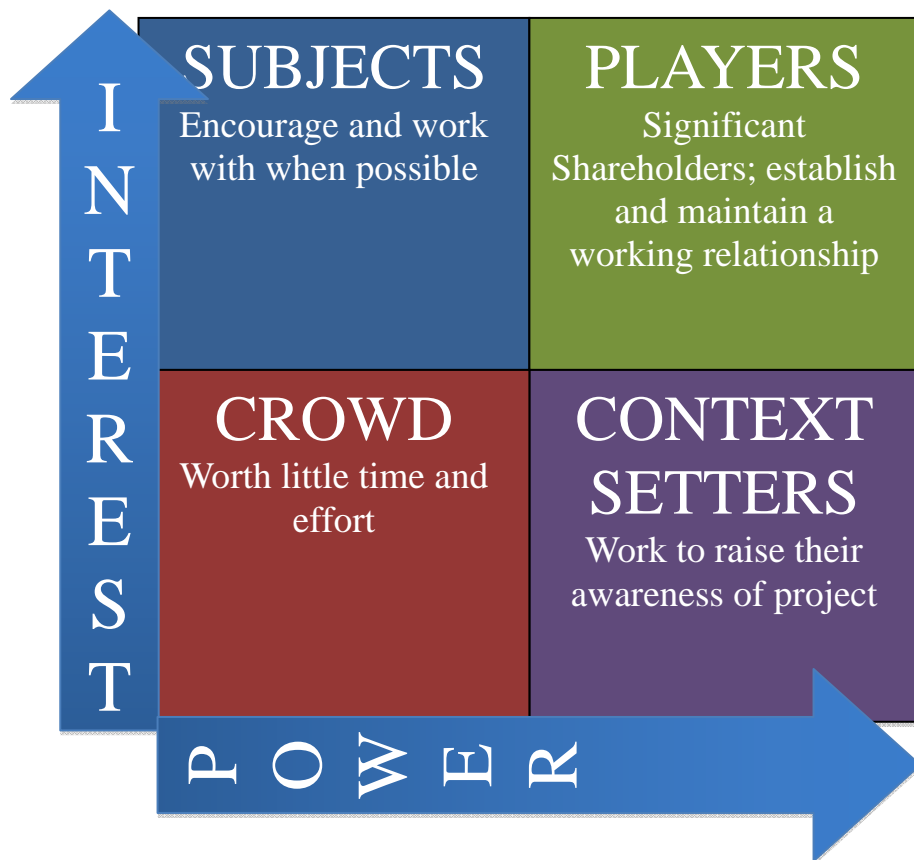 INTEREST
SUBJECTS
Encourage and work
with when possible
PLAYERS
Significant
Shareholders; establish
and maintain a
working relationship
CROWD
Worth little time and
effort
CONTEXT
SETTERS
Work to raise their
awareness of project
POWER